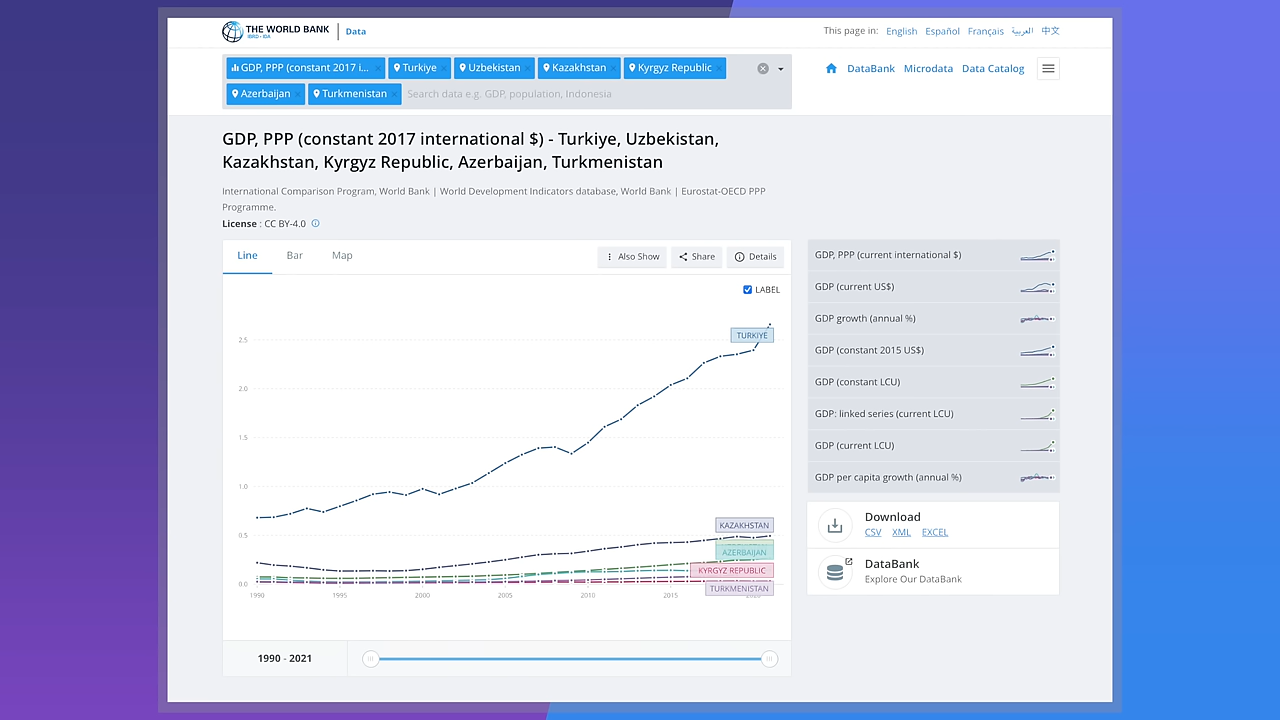 THE WORLD BANK
IBRD • IDA
Data
This page in: English Español Français العربية 中文
GDP, PPP (constant 2017 i... Turkiye Uzbekistan Kazakhstan Kyrgyz Republic
Azerbaijan Turkmenistan Search data e.g. GDP, population, Indonesia
DataBank Microdata Data Catalog
GDP, PPP (constant 2017 international $) - Turkiye, Uzbekistan,
Kazakhstan, Kyrgyz Republic, Azerbaijan, Turkmenistan
International Comparison Program, World Bank | World Development Indicators database, World Bank | Eurostat-OECD PPP
Programme.
License : CC BY-4.0
Line Bar Map
Also Show Share Details
LABEL
TURKIYE
2.5
2.0
1.5
1.0
KAZAKHSTAN
0.5
AZERBAIJAN
KYRGYZ REPUBLIC
0.0
TURKMENISTAN
1990 1995 2000 2005 2010 2015
1990 - 2021
GDP, PPP (current international $)
GDP (current US$)
GDP growth (annual %)
GDP (constant 2015 US$)
GDP (constant LCU)
GDP: linked series (current LCU)
GDP (current LCU)
GDP per capita growth (annual %)
Download
CSV XML EXCEL
DataBank
Explore Our DataBank